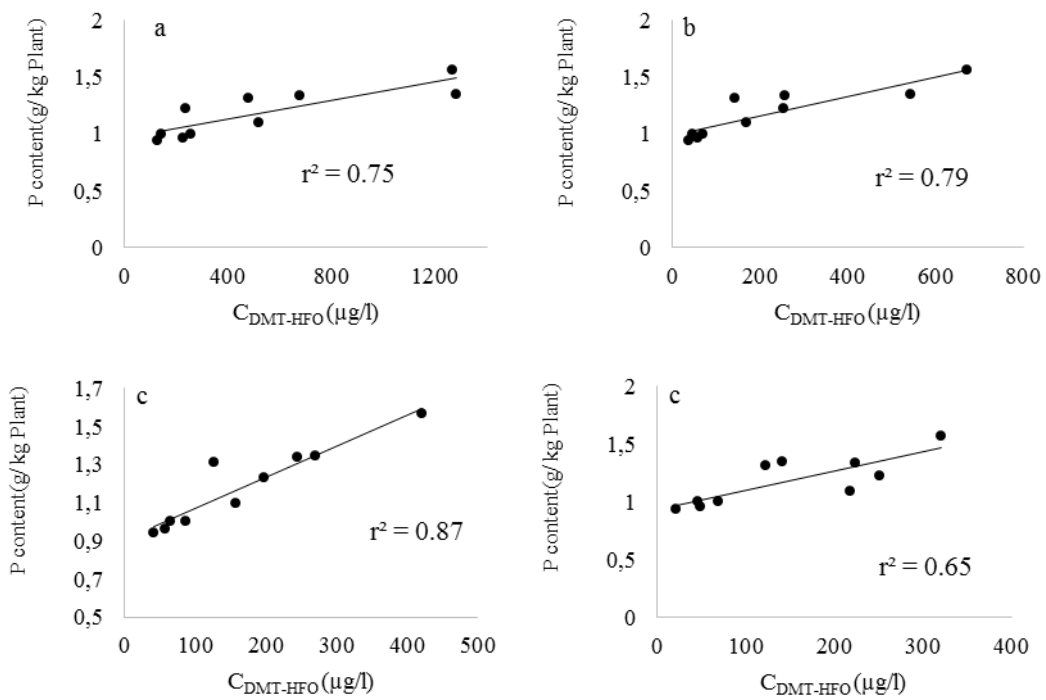 a
P content(g/ kg Plant)
2
1,5
1
0,5
0
r² = 0.75
0 400 800 1200
C_DMT-HFO (µg/l)
b
P content(g/ kg Plant)
2
1,5
1
0,5
0
r² = 0.79
0 200 400 600 800
C_DMT-HFO (µg/l)
c
P content(g/ kg Plant)
1,7
1,5
1,3
1,1
0,9
0,7
0,5
r² = 0.87
0 100 200 300 400 500
C_DMT-HFO (µg/l)
c
P content(g/ kg Plant)
2
1,5
1
0,5
0
r² = 0.65
0 100 200 300 400
C_DMT-HFO (µg/l)